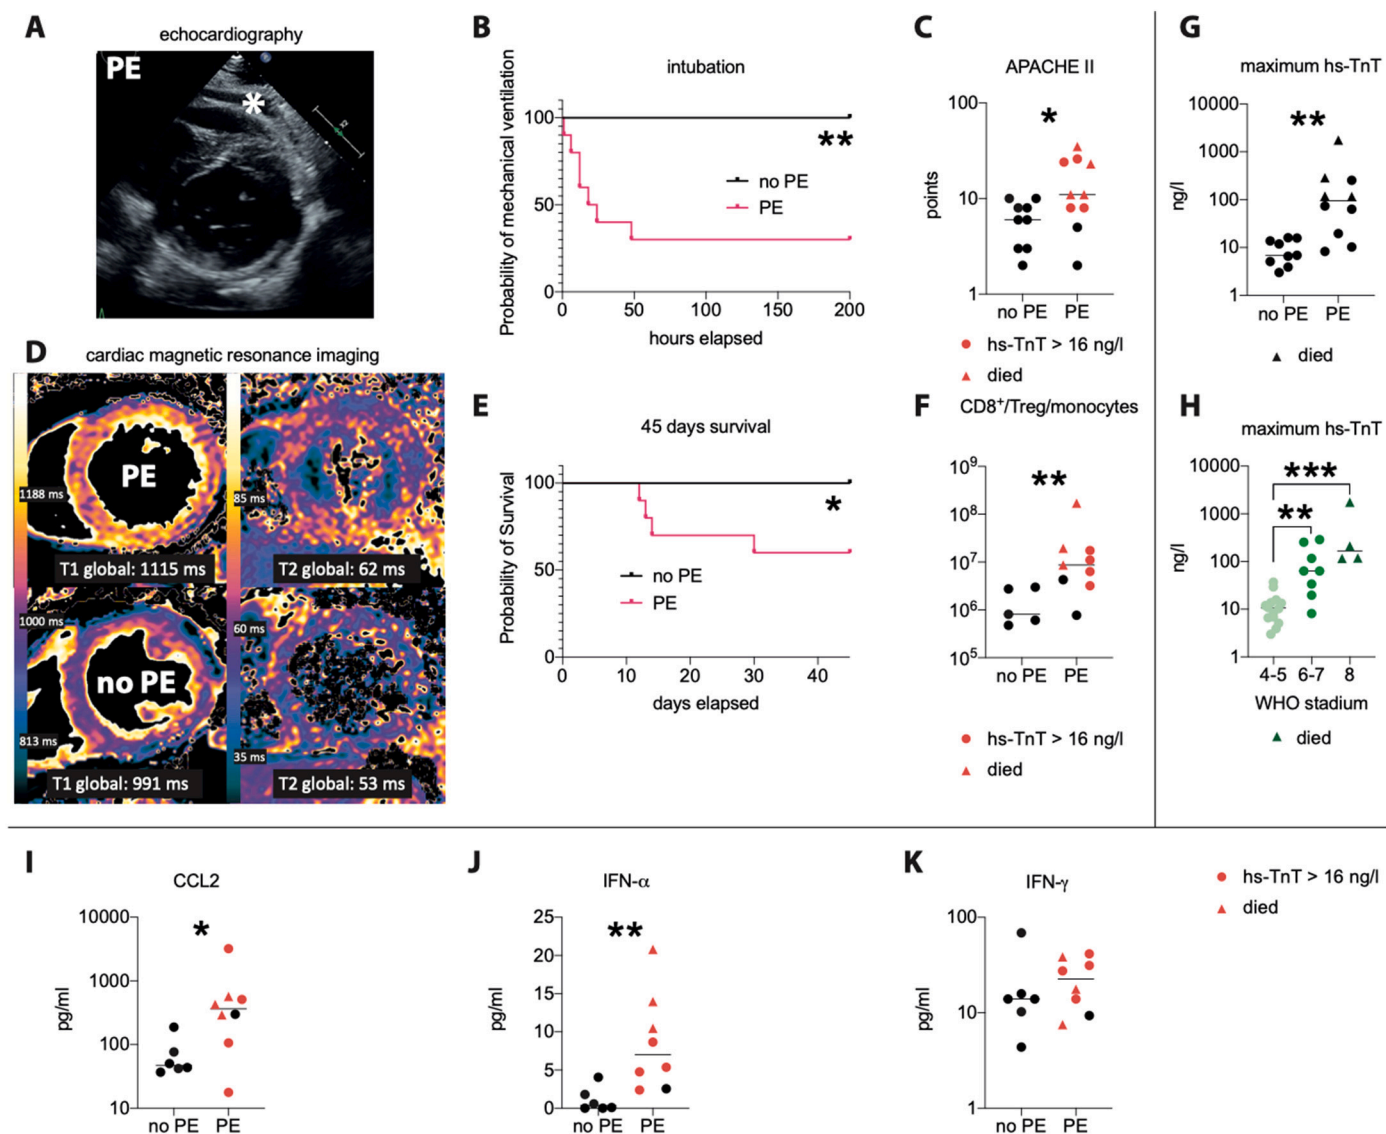 A
echocardiography
PE
*
B
intubation
Probability of mechanical ventilation
100
50
0
**
no PE
PE
0 50 100 150 200
hours elapsed
C
APACHE II
points
100
10
1
*
no PE PE
hs-TnT > 16 ng/l
died
G
maximum hs-TnT
ng/l
10000
1000
100
10
1
**
no PE PE
died
D
cardiac magnetic resonance imaging
PE
1188 ms
85 ms
T1 global: 1115 ms
T2 global: 62 ms
1000 ms
60 ms
no PE
813 ms
35 ms
T1 global: 991 ms
T2 global: 53 ms
E
45 days survival
Probability of Survival
100
50
0
*
no PE
PE
0 10 20 30 40
days elapsed
F
CD8⁺/Treg/monocytes
10⁹
10⁸
10⁷
10⁶
10⁵
**
no PE PE
hs-TnT > 16 ng/l
died
H
maximum hs-TnT
ng/l
10000
1000
100
10
1
***
**
4-5 6-7 8
WHO stadium
died
I
CCL2
pg/ml
10000
1000
100
10
*
no PE PE
J
IFN-α
pg/ml
25
20
15
10
5
0
**
no PE PE
K
IFN-γ
pg/ml
100
10
1
no PE PE
hs-TnT > 16 ng/l
died